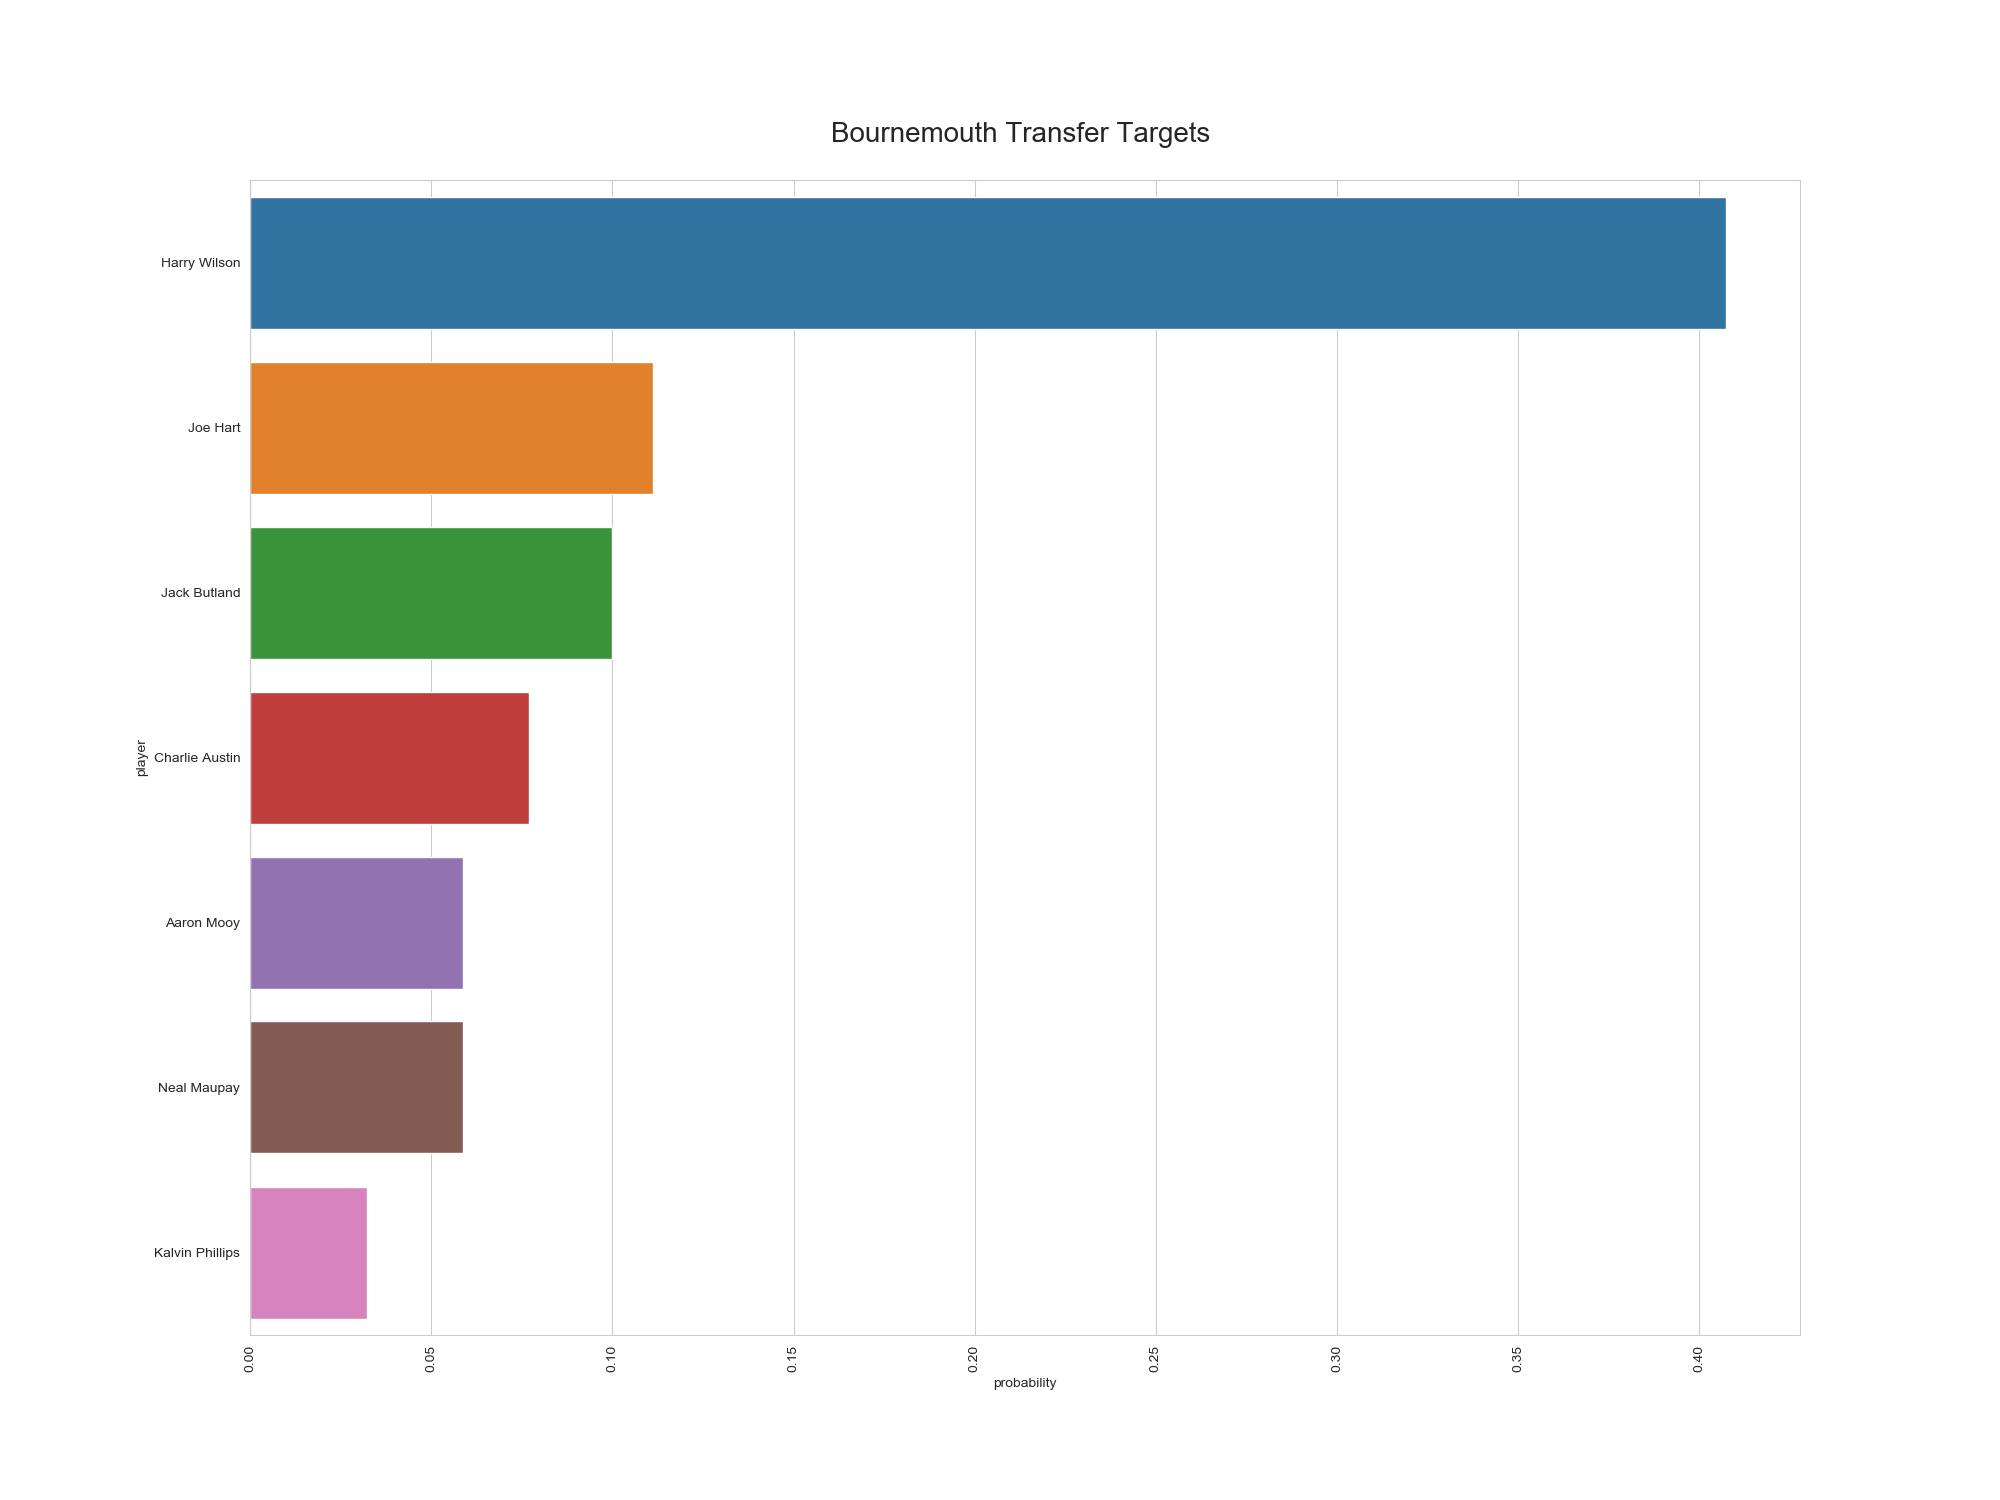 Bournemouth Transfer Targets
Harry Wilson
Joe Hart
Jack Butland
Charlie Austin
player
Aaron Mooy
Neal Maupay
Kalvin Phillips
0.00 0.05 0.10 0.15 0.20 0.25 0.30 0.35 0.40
probability